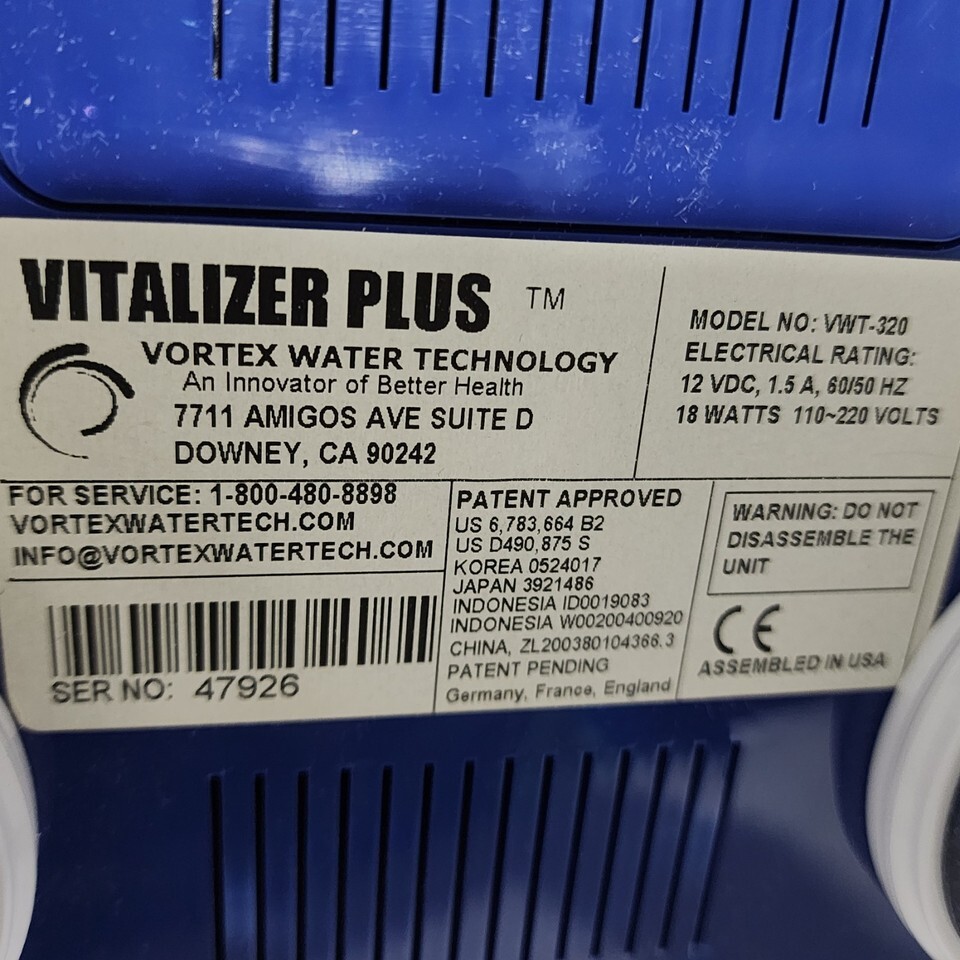 VITALIZER PLUS ™
VORTEX WATER TECHNOLOGY
An Innovator of Better Health
7711 AMIGOS AVE SUITE D
DOWNEY, CA 90242
MODEL NO: VWT-320
ELECTRICAL RATING:
12 VDC, 1.5 A, 60/50 HZ
18 WATTS 110~220 VOLTS
FOR SERVICE: 1-800-480-8898
VORTEXWATERTECH.COM
INFO@VORTEXWATERTECH.COM
SER NO: 47926
PATENT APPROVED
US 6,783,664 B2
US D490,875 S
KOREA 0524017
JAPAN 3921486
INDONESIA ID0019083
INDONESIA W00200400920
CHINA, ZL200380104366.3
PATENT PENDING
Germany, France, England
WARNING: DO NOT
DISASSEMBLE THE
UNIT
CE
ASSEMBLED IN USA